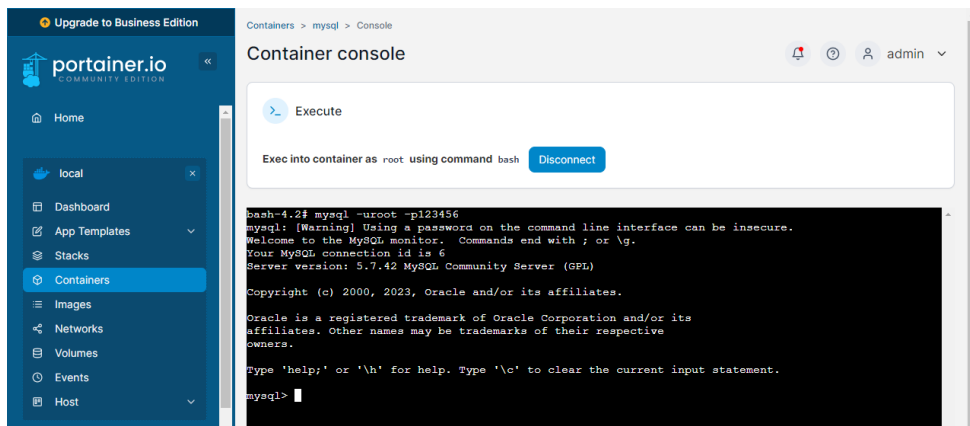 Upgrade to Business Edition
portainer.io
COMMUNITY EDITION
Home
local
Dashboard
App Templates
Stacks
Containers
Images
Networks
Volumes
Events
Host
Containers > mysql > Console
Container console
admin
Execute
Exec into container as root using command bash Disconnect
bash-4.2# mysql -uroot -p123456
mysql: [Warning] Using a password on the command line interface can be insecure.
Welcome to the MySQL monitor.  Commands end with ; or \g.
Your MySQL connection id is 6
Server version: 5.7.42 MySQL Community Server (GPL)
Copyright (c) 2000, 2023, Oracle and/or its affiliates.
Oracle is a registered trademark of Oracle Corporation and/or its
affiliates. Other names may be trademarks of their respective
owners.
Type 'help;' or '\h' for help. Type '\c' to clear the current input statement.
mysql>